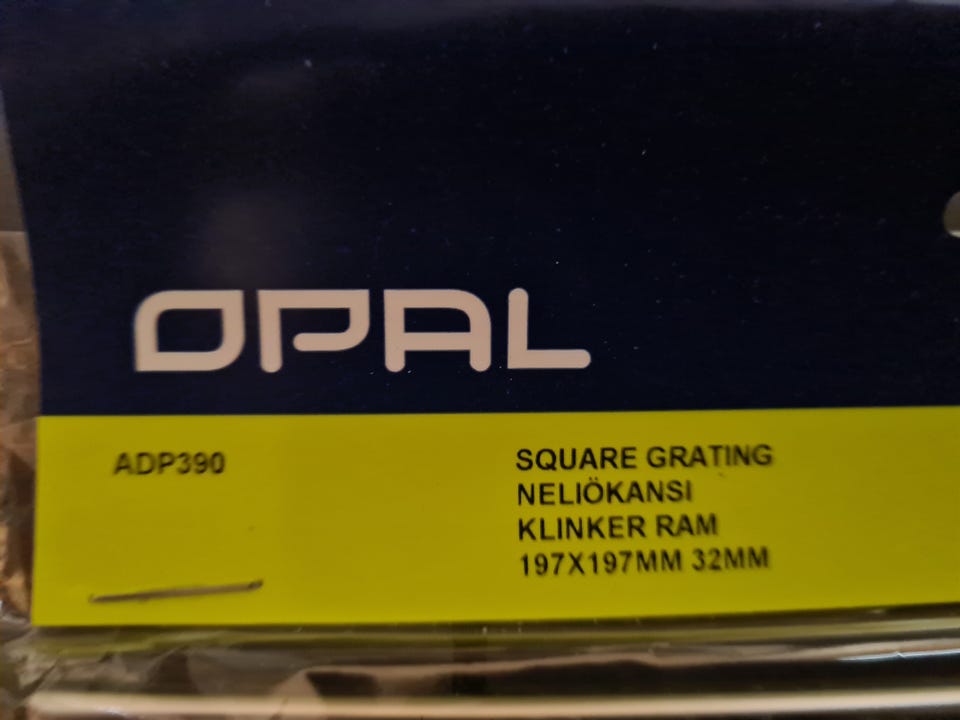 OPAL
ADP390
SQUARE GRATING
NELIÖKANSI
KLINKER RAM
197X197MM 32MM